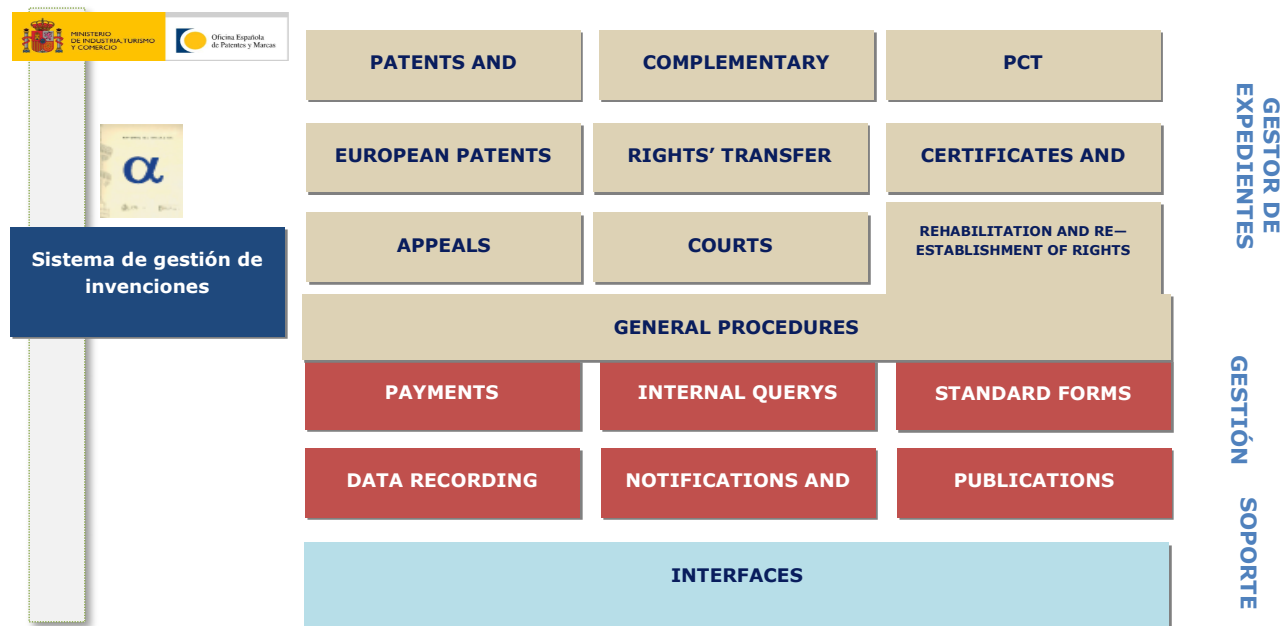 MINISTERIO
DE INDUSTRIA, TURISMO
Y COMERCIO
Oficina Española
de Patentes y Marcas
α
Sistema de gestión de
invenciones
PATENTS AND
COMPLEMENTARY
PCT
EUROPEAN PATENTS
RIGHTS’ TRANSFER
CERTIFICATES AND
APPEALS
COURTS
REHABILITATION AND RE—
ESTABLISHMENT OF RIGHTS
GENERAL PROCEDURES
PAYMENTS
INTERNAL QUERYS
STANDARD FORMS
DATA RECORDING
NOTIFICATIONS AND
PUBLICATIONS
INTERFACES
GESTOR DE
EXPEDIENTES
GESTIÓN
SOPORTE